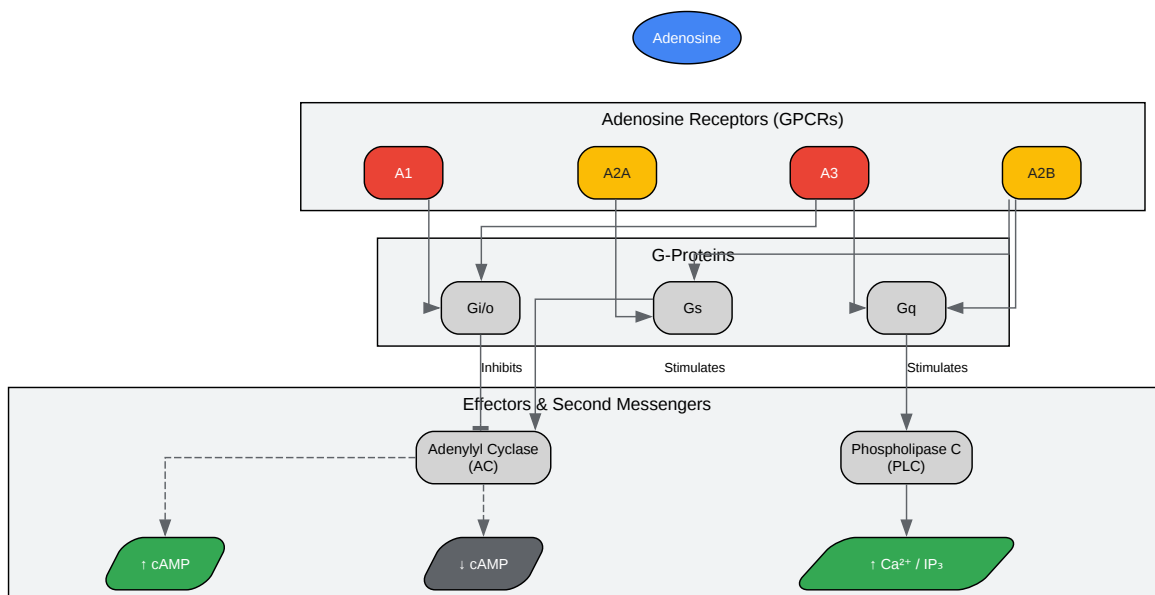 Adenosine
Adenosine Receptors (GPCRs)
A1
A2A
A3
A2B
G-Proteins
Gi/o
Gs
Gq
Inhibits
Stimulates
Stimulates
Effectors & Second Messengers
Adenylyl Cyclase
(AC)
Phospholipase C
(PLC)
↑ cAMP
↓ cAMP
↑ Ca²⁺ / IP₃